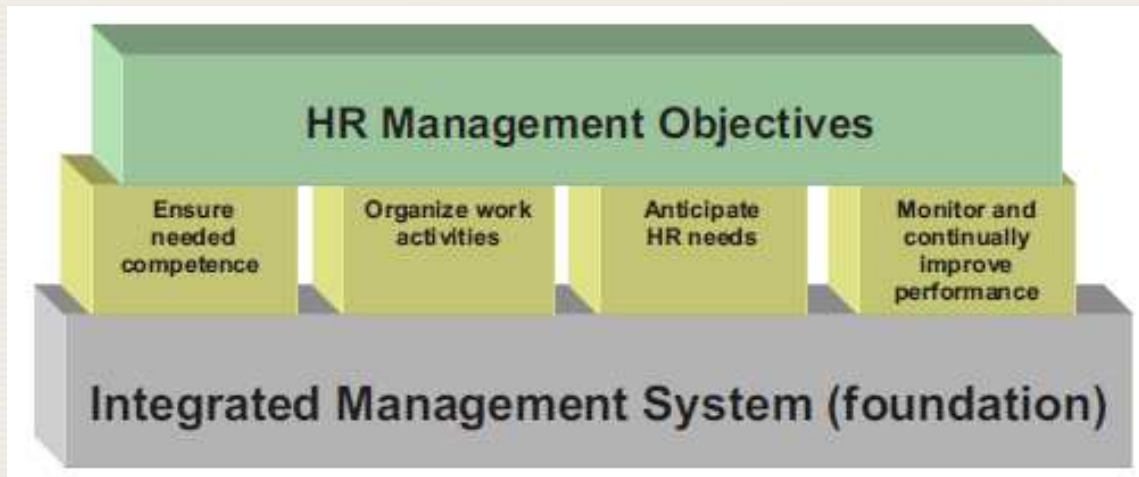 HR Management Objectives
Ensure
needed
competence
Organize work
activities
Anticipate
HR needs
Monitor and
continually
improve
performance
Integrated Management System (foundation)